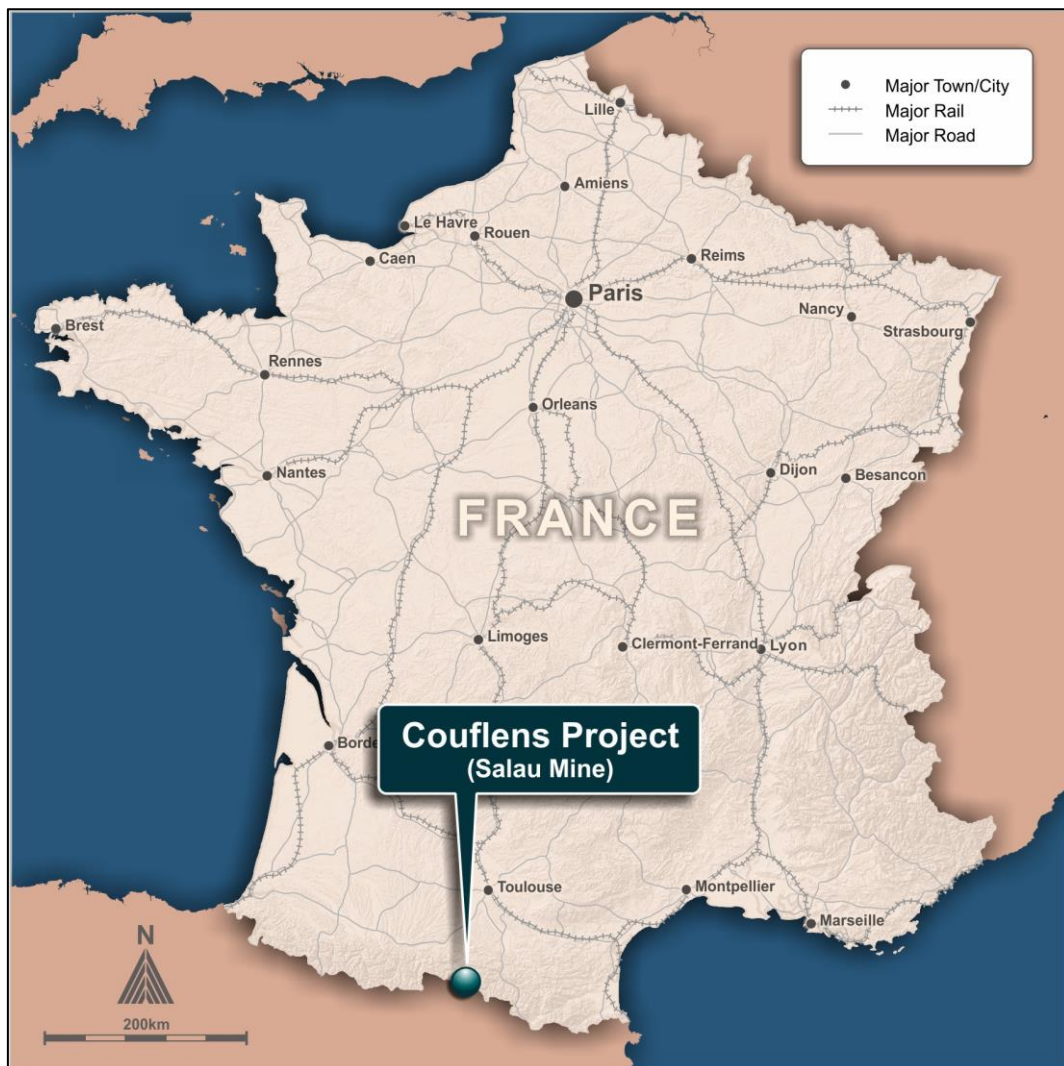 Major Town/City
Major Rail
Major Road
Lille
Amiens
Le Havre
Rouen
Reims
Caen
Paris
Nancy
Strasbourg
Brest
Rennes
Orleans
Nantes
Dijon
Besancon
FRANCE
Limoges
Clermont-Ferrand
Lyon
Couflens Project
(Salau Mine)
Toulouse
Montpellier
Marseille
N
200km